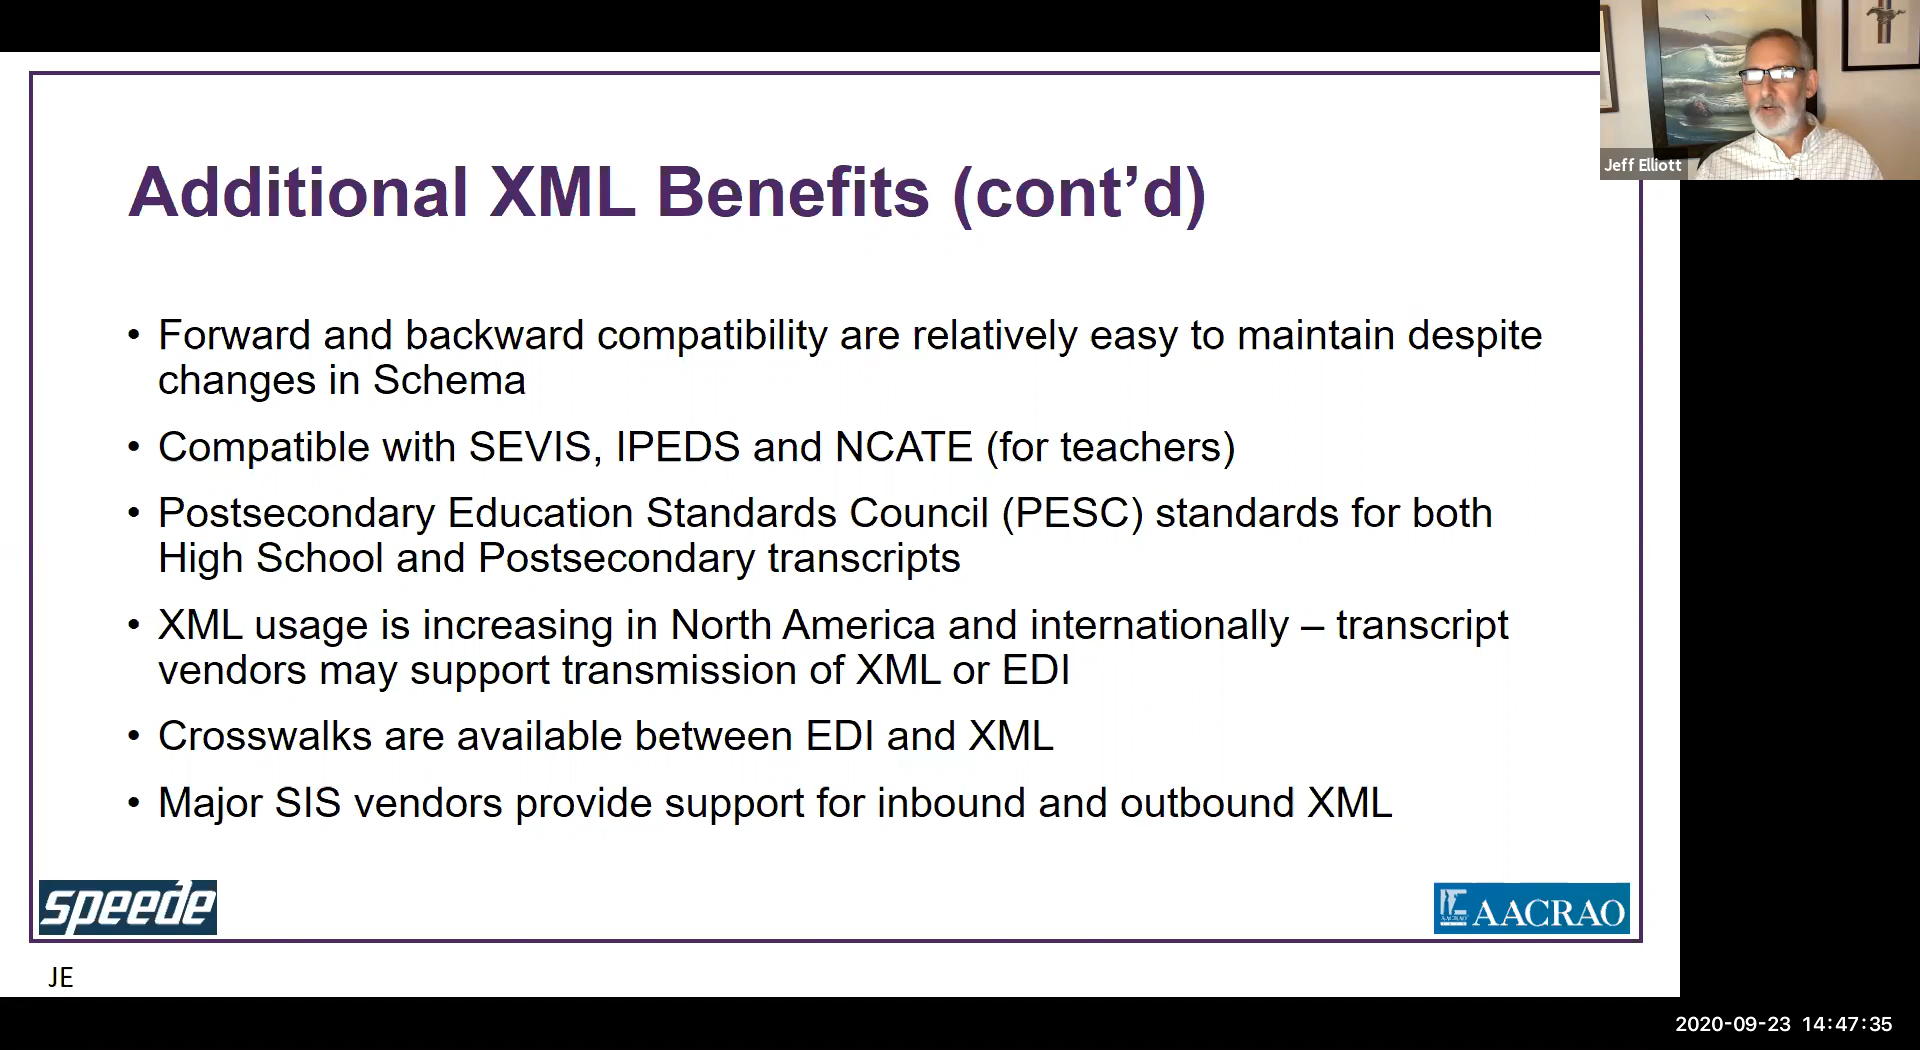 Jeff Elliott
Additional XML Benefits (cont’d)
• Forward and backward compatibility are relatively easy to maintain despite
changes in Schema
• Compatible with SEVIS, IPEDS and NCATE (for teachers)
• Postsecondary Education Standards Council (PESC) standards for both
High School and Postsecondary transcripts
• XML usage is increasing in North America and internationally – transcript
vendors may support transmission of XML or EDI
• Crosswalks are available between EDI and XML
• Major SIS vendors provide support for inbound and outbound XML
speede
AACRAO
JE
2020-09-23 14:47:35